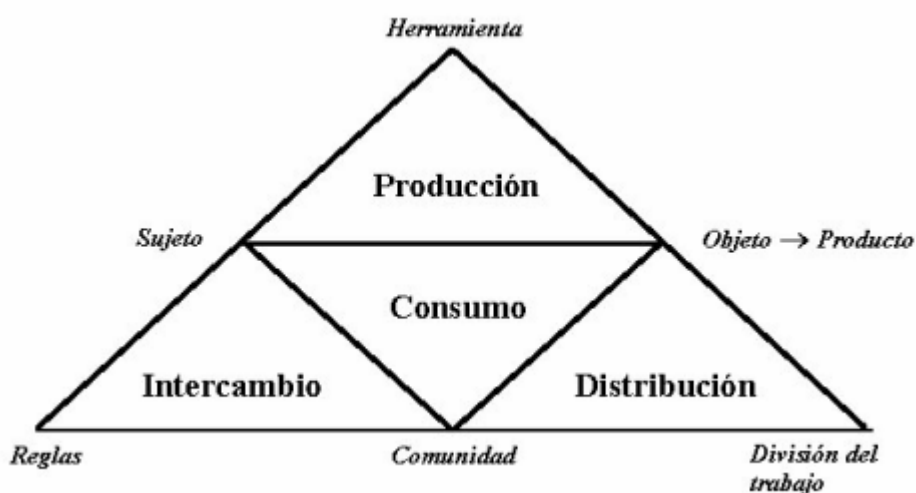 Herramienta
Producción
Sujeto
Objeto → Producto
Consumo
Intercambio
Distribución
Reglas
Comunidad
División del
trabajo